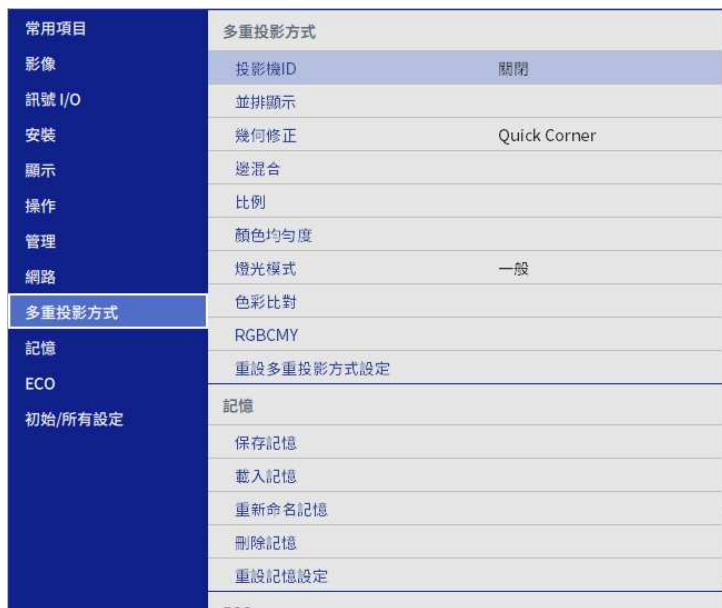 常用項目
影像
訊號 I/O
安裝
顯示
操作
管理
網路
多重投影方式
記憶
ECO
初始/所有設定
多重投影方式
投影機ID 關閉
並排顯示
幾何修正 Quick Corner
邊混合
比例
顏色均勻度
燈光模式 一般
色彩比對
RGBCMY
重設多重投影方式設定
記憶
保存記憶
載入記憶
重新命名記憶
刪除記憶
重設記憶設定